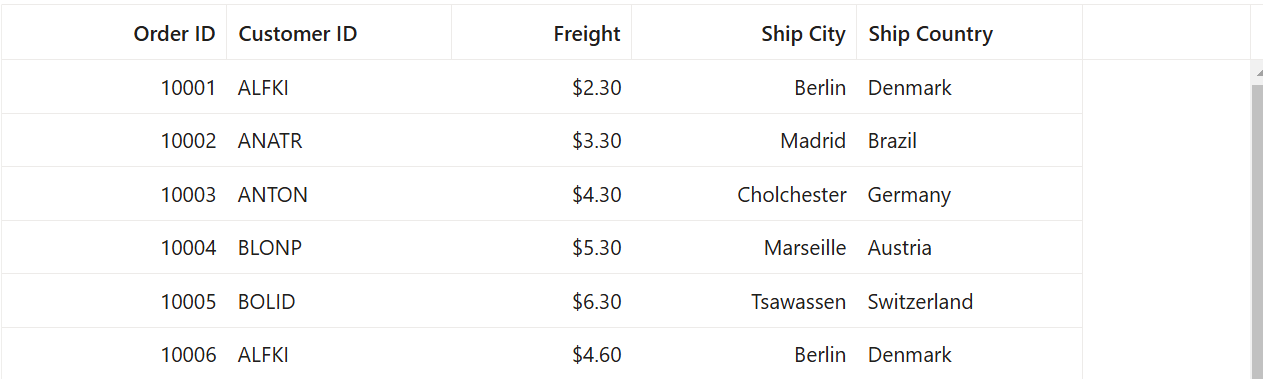 Order ID Customer ID Freight Ship City Ship Country
10001 ALFKI $2.30 Berlin Denmark
10002 ANATR $3.30 Madrid Brazil
10003 ANTON $4.30 Cholchester Germany
10004 BLONP $5.30 Marseille Austria
10005 BOLID $6.30 Tsawassen Switzerland
10006 ALFKI $4.60 Berlin Denmark